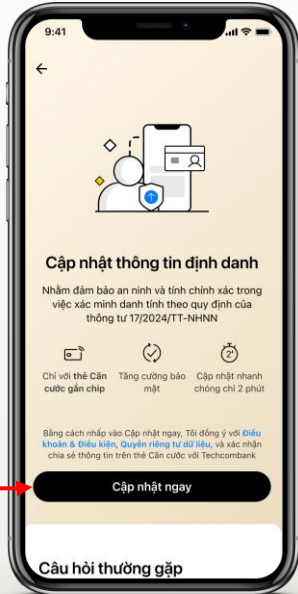 9:41
Cập nhật thông tin định danh
Nhằm đảm bảo an ninh và tính chính xác trong
việc xác minh danh tính theo quy định của
thông tư 17/2024/TT-NHNN
2'
Chỉ với thẻ Căn
cước gắn chip
Tăng cường bảo
mật
Cập nhật nhanh
chóng chỉ 2 phút
Bằng cách nhấp vào Cập nhật ngay, Tôi đồng ý với Điều
khoản & Điều kiện, Quyền riêng tư dữ liệu, và xác nhận
chia sẻ thông tin trên thẻ Căn cước với Techcombank
Cập nhật ngay
Câu hỏi thường gặp